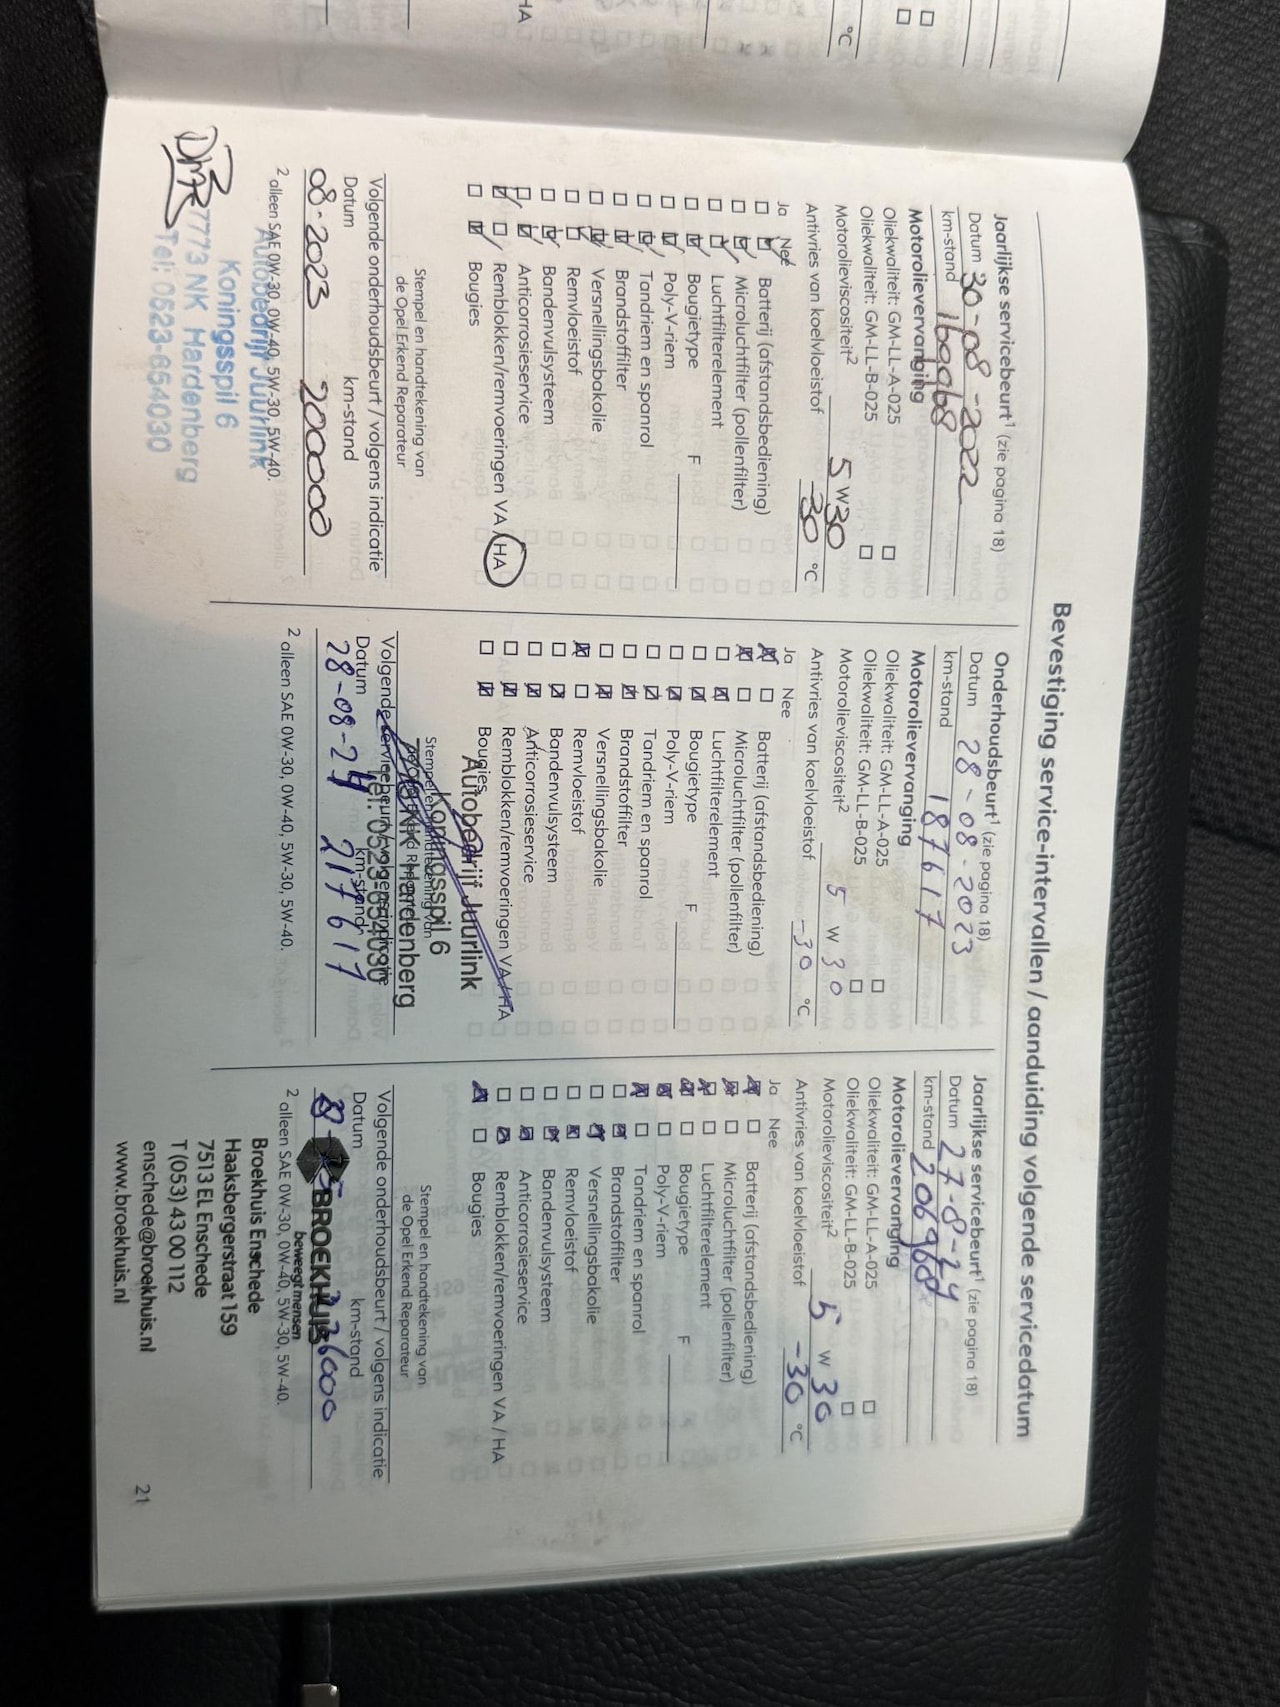 Bevestiging service-intervallen / aanduiding volgende servicedatum
Jaarlijkse servicebeurt¹ (zie pagina 18)
Datum 30-08-2022
km-stand
Motorolievervanging
Oliekwaliteit: GM-LL-A-025 □
Oliekwaliteit: GM-LL-B-025 □
Motorolieviscositeit² 5 W 30
Antivries van koelvloeistof -30 °C
Ja Nee
Batterij (afstandsbediening)
Microluchtfilter (pollenfilter)
Luchtfilterelement
Bougietype F
Poly-V-riem
Tandriem en spanrol
Brandstoffilter
Versnellingsbakolie
Remvloeistof
Bandenvulsysteem
Anticorrosieservice
Remblokken/remvoeringen VA / HA
Bougies
Stempel en handtekening van
de Opel Erkend Reparateur
Volgende onderhoudsbeurt / volgens indicatie
Datum km-stand
08-2023 200000
² alleen SAE 0W-30, 0W-40, 5W-30, 5W-40.
Autobedrijf Juurlink
Koningsspil 6
7773 NK Hardenberg
Tel: 0523-654030
Onderhoudsbeurt¹ (zie pagina 18)
Datum 28-08-2023
km-stand 187617
Motorolievervanging
Oliekwaliteit: GM-LL-A-025 □
Oliekwaliteit: GM-LL-B-025 □
Motorolieviscositeit² 5 W 30
Antivries van koelvloeistof -30 °C
Ja Nee
Batterij (afstandsbediening)
Microluchtfilter (pollenfilter)
Luchtfilterelement
Bougietype F
Poly-V-riem
Tandriem en spanrol
Brandstoffilter
Versnellingsbakolie
Remvloeistof
Bandenvulsysteem
Anticorrosieservice
Remblokken/remvoeringen VA / HA
Bougies
Autobedrijf Juurlink
Koningsspil 6
7773 NK Hardenberg
Tel: 0523-654030
Stempel en handtekening van
Volgende servicebeurt / volgens indicatie
Datum km-stand
28-08-24 217617
² alleen SAE 0W-30, 0W-40, 5W-30, 5W-40.
Jaarlijkse servicebeurt¹ (zie pagina 18)
Datum 27-8-24
km-stand 206968
Motorolievervanging
Oliekwaliteit: GM-LL-A-025 □
Oliekwaliteit: GM-LL-B-025 □
Motorolieviscositeit² 5 W 30
Antivries van koelvloeistof -30 °C
Ja Nee
Batterij (afstandsbediening)
Microluchtfilter (pollenfilter)
Luchtfilterelement
Bougietype F
Poly-V-riem
Tandriem en spanrol
Brandstoffilter
Versnellingsbakolie
Remvloeistof
Bandenvulsysteem
Anticorrosieservice
Remblokken/remvoeringen VA / HA
Bougies
Stempel en handtekening van
de Opel Erkend Reparateur
Volgende onderhoudsbeurt / volgens indicatie
Datum km-stand
BROEKHUIS
beweegt mensen
² alleen SAE 0W-30, 0W-40, 5W-30, 5W-40.
Broekhuis Enschede
Haaksbergerstraat 159
7513 EL Enschede
T (053) 43 00 112
enschede@broekhuis.nl
www.broekhuis.nl
21
°C
HA